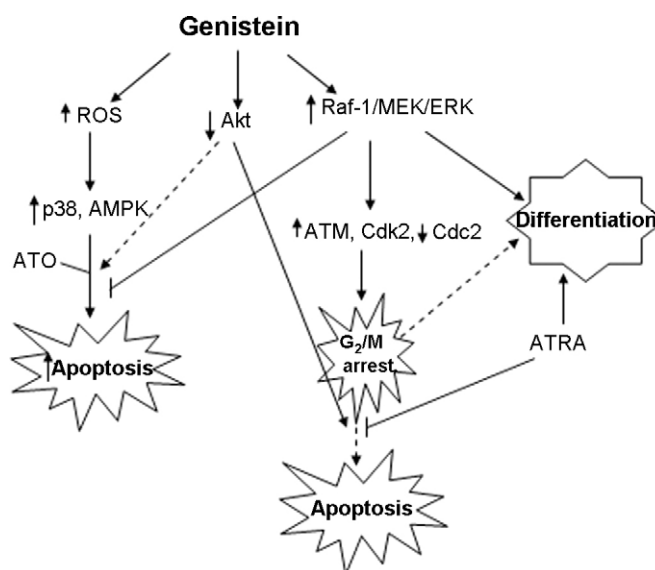 Genistein
↑ ROS
↓ Akt
↑ Raf-1/MEK/ERK
↑ p38, AMPK
↑ ATM, Cdk2, ↓ Cdc2
Differentiation
ATO
G₂/M
arrest
↑ Apoptosis
ATRA
Apoptosis